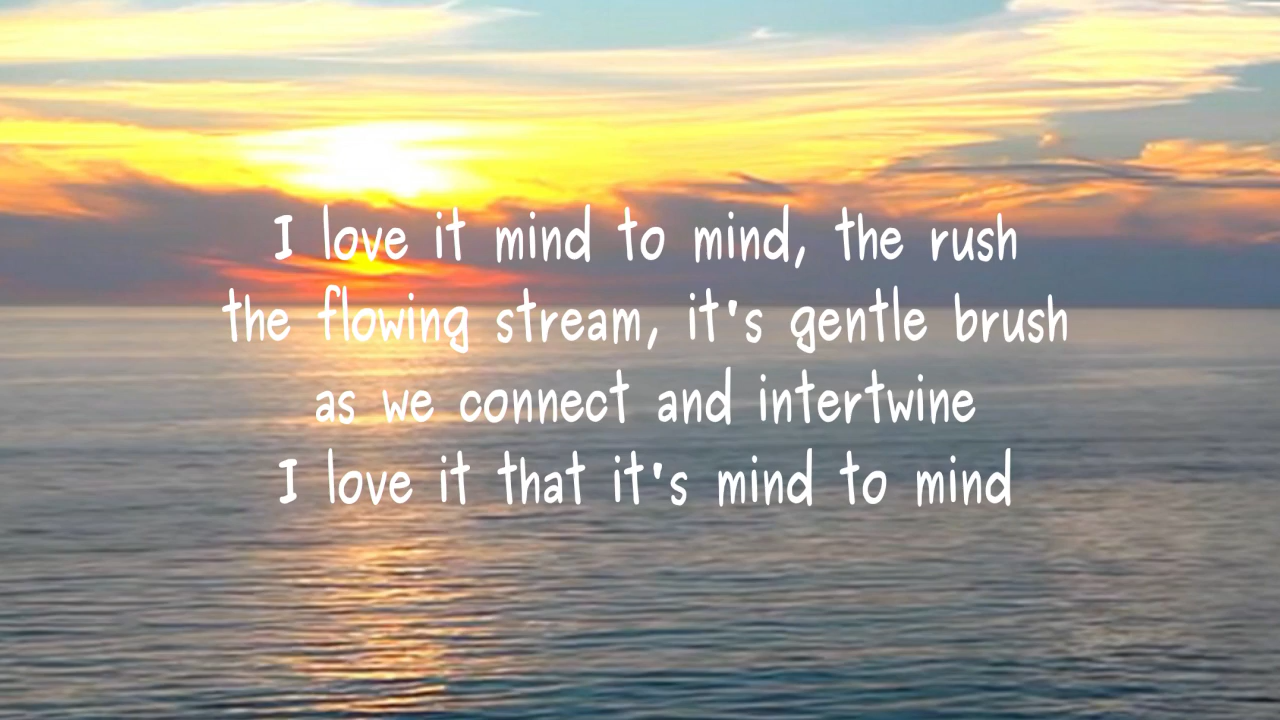 I love it mind to mind, the rush
the flowing stream, it's gentle brush
as we connect and intertwine
I love it that it's mind to mind